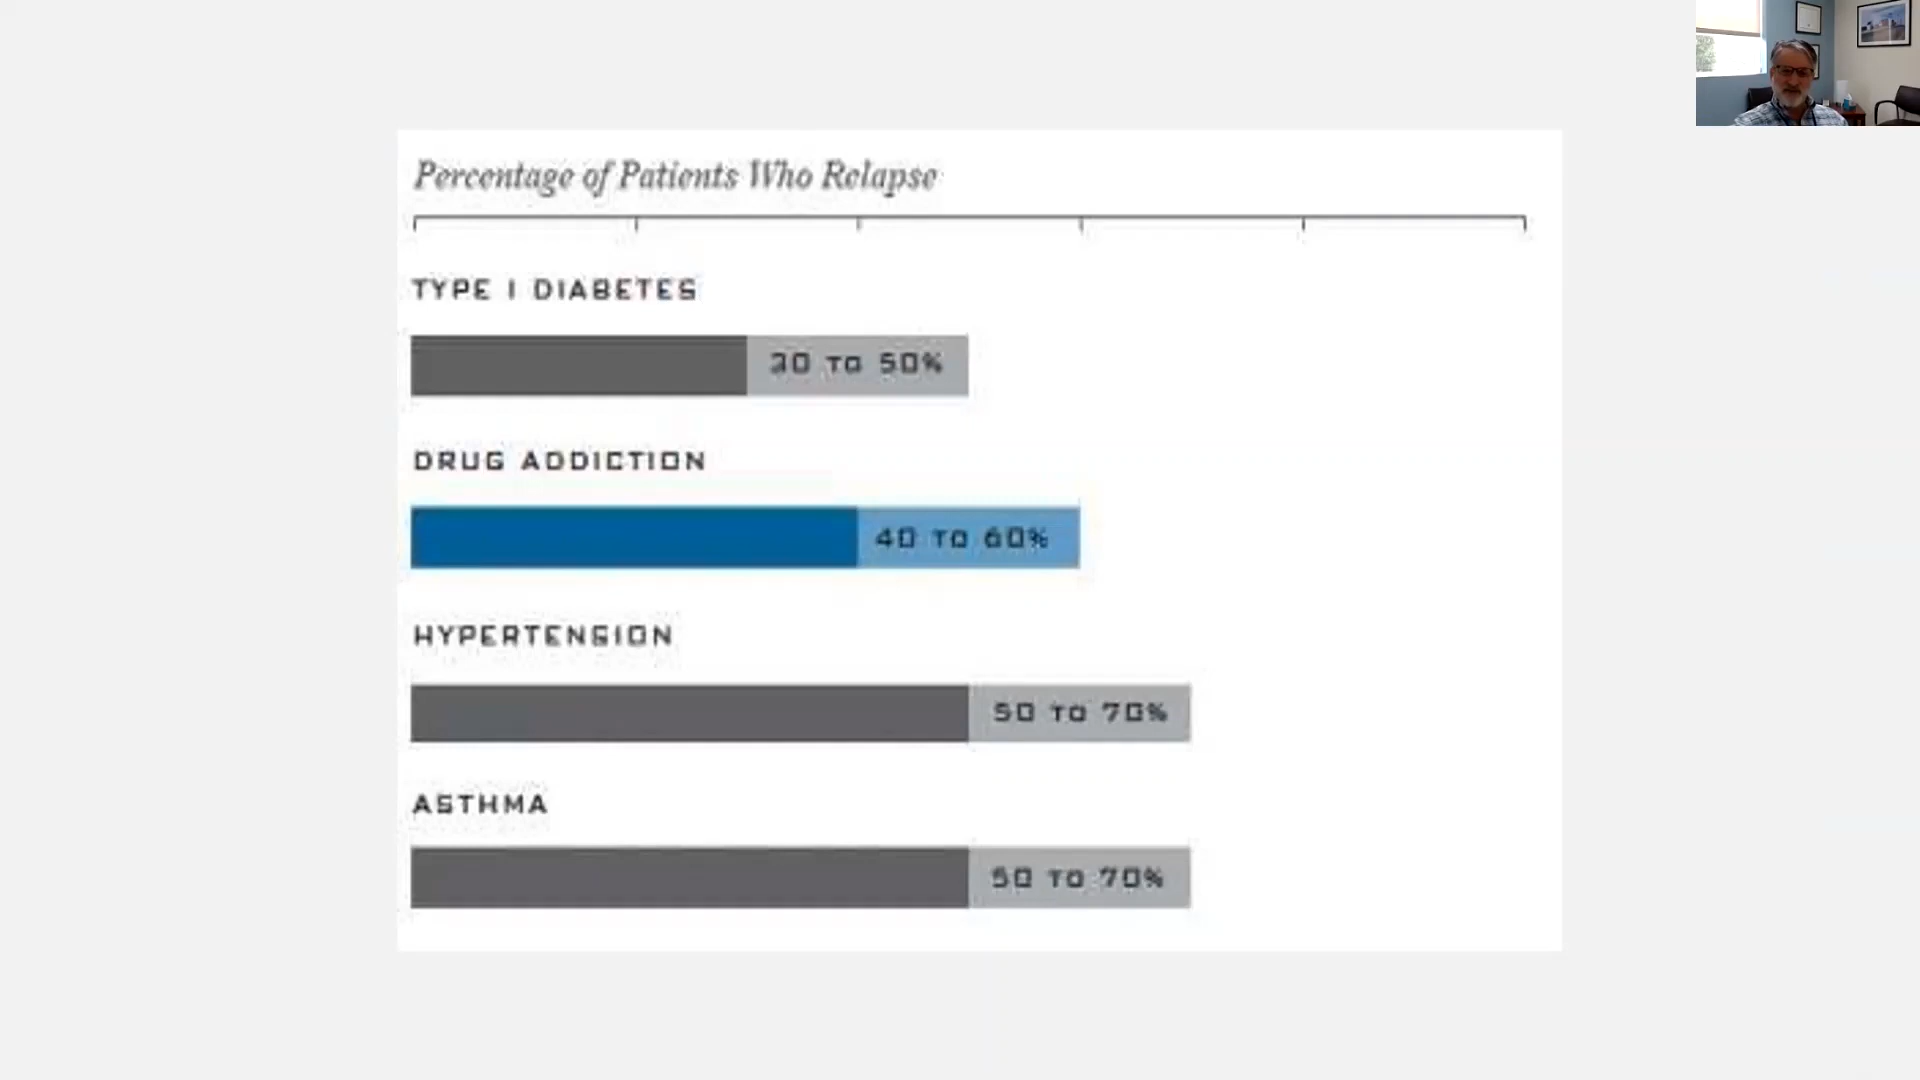 Percentage of Patients Who Relapse
TYPE I DIABETES
30 TO 50%
DRUG ADDICTION
40 TO 60%
HYPERTENSION
50 TO 70%
ASTHMA
50 TO 70%